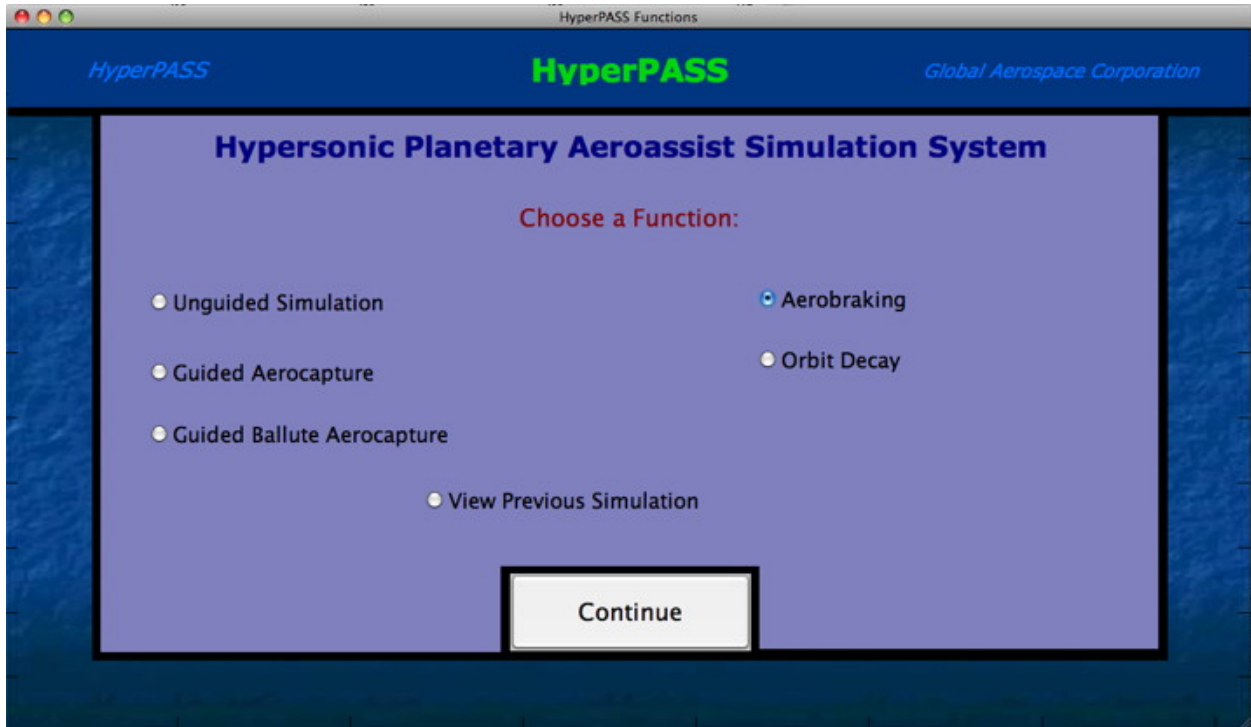 HyperPASS Functions
HyperPASS
HyperPASS
Global Aerospace Corporation
Hypersonic Planetary Aeroassist Simulation System
Choose a Function:
Unguided Simulation
Aerobraking
Guided Aerocapture
Orbit Decay
Guided Ballute Aerocapture
View Previous Simulation
Continue